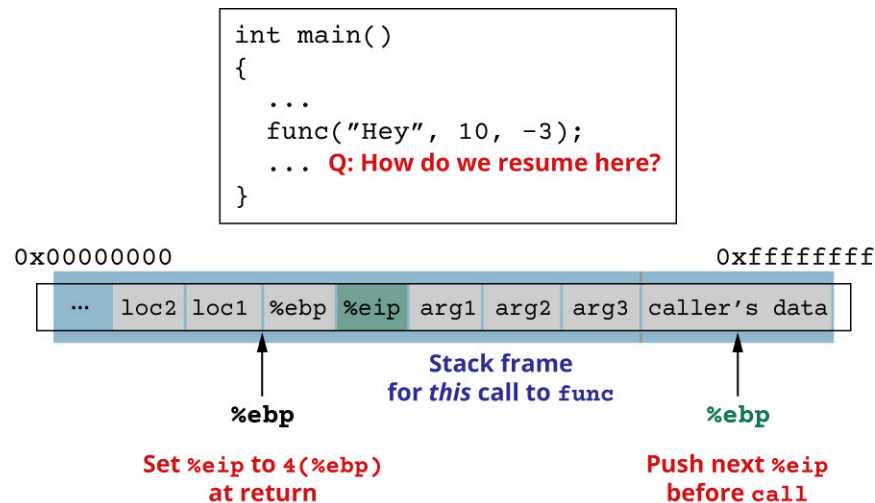 int main()
{
...
func(”Hey”, 10, -3);
... Q: How do we resume here?
}
0x00000000 0xffffffff
... loc2 loc1 %ebp %eip arg1 arg2 arg3 caller's data
Stack frame
for this call to func
%ebp %ebp
Set %eip to 4(%ebp)
at return
Push next %eip
before call